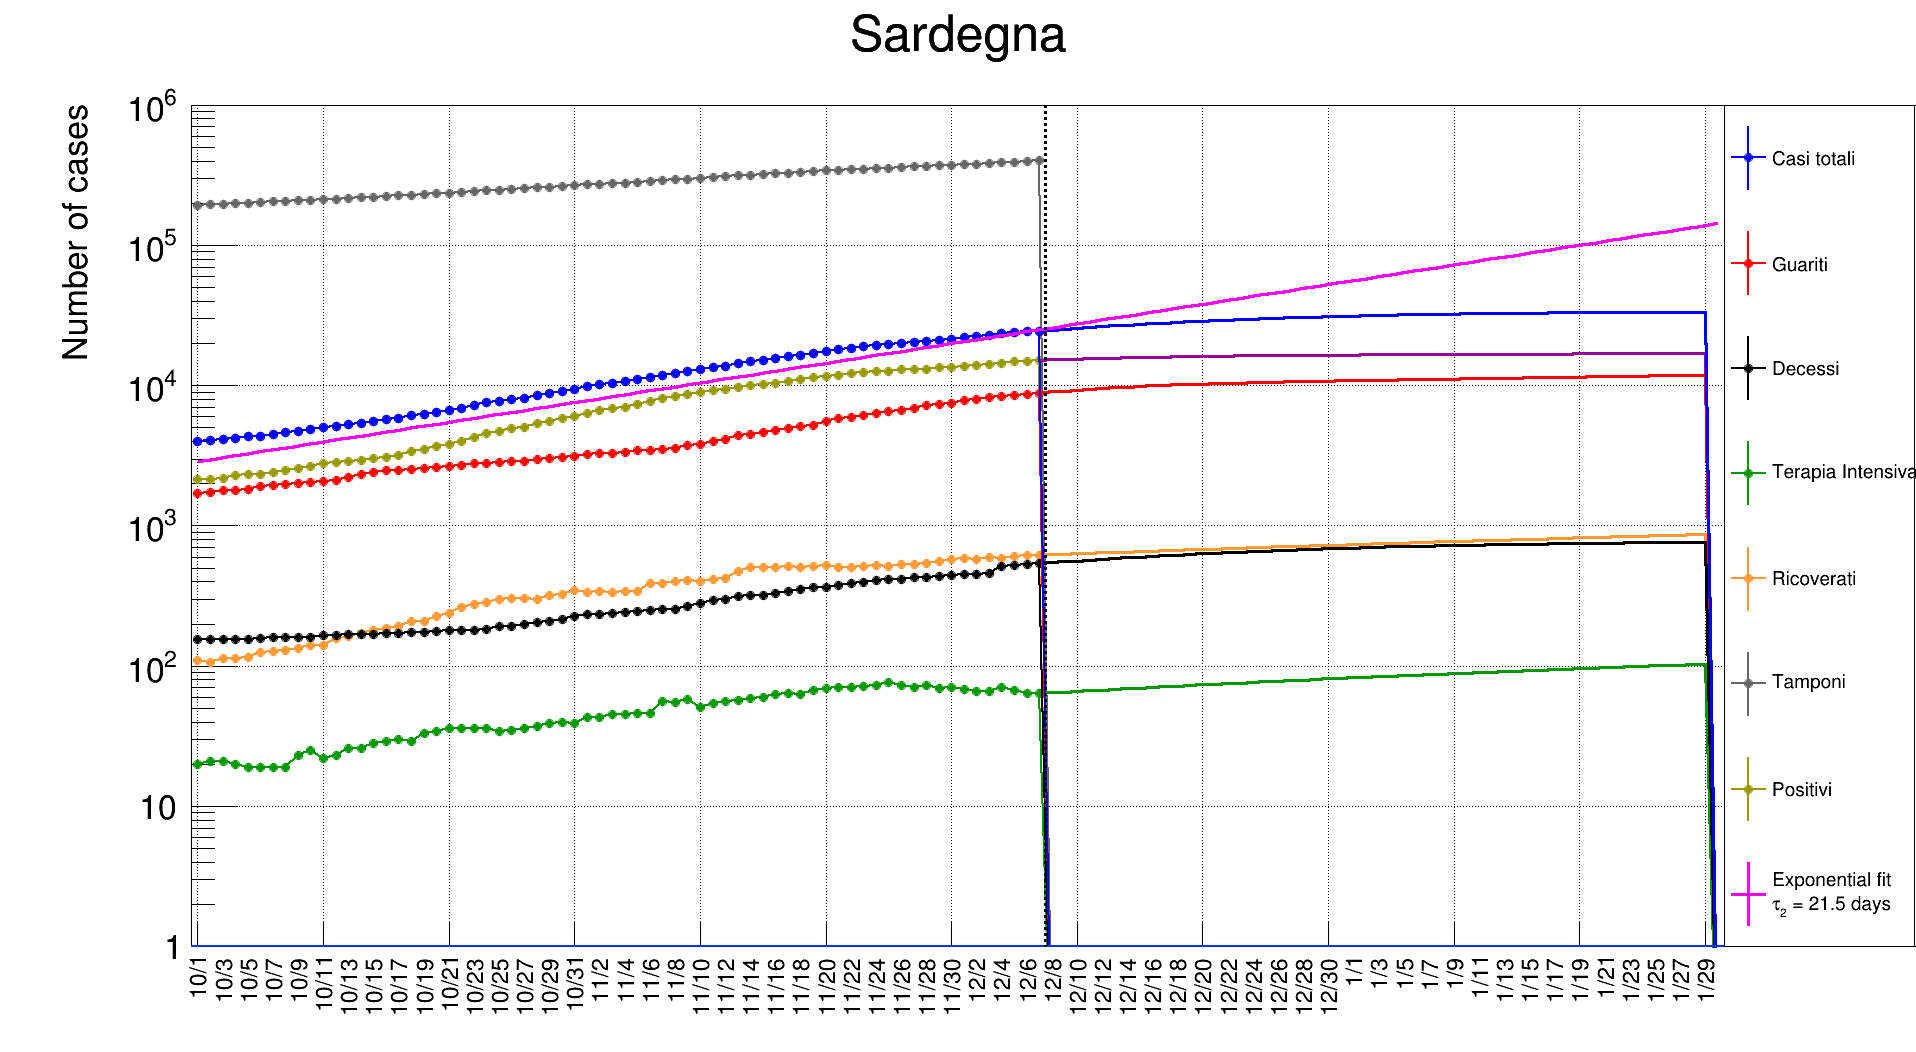 Sardegna
Number of cases
10^6
10^5
10^4
10^3
10^2
10
1
10/1 10/3 10/5 10/7 10/9 10/11 10/13 10/15 10/17 10/19 10/21 10/23 10/25 10/27 10/29 10/31 11/2 11/4 11/6 11/8 11/10 11/12 11/14 11/16 11/18 11/20 11/22 11/24 11/26 11/28 11/30 12/2 12/4 12/6 12/8 12/10 12/12 12/14 12/16 12/18 12/20 12/22 12/24 12/26 12/28 12/30 1/1 1/3 1/5 1/7 1/9 1/11 1/13 1/15 1/17 1/19 1/21 1/23 1/25 1/27 1/29
Casi totali
Guariti
Decessi
Terapia Intensiva
Ricoverati
Tamponi
Positivi
Exponential fit
τ₂ = 21.5 days